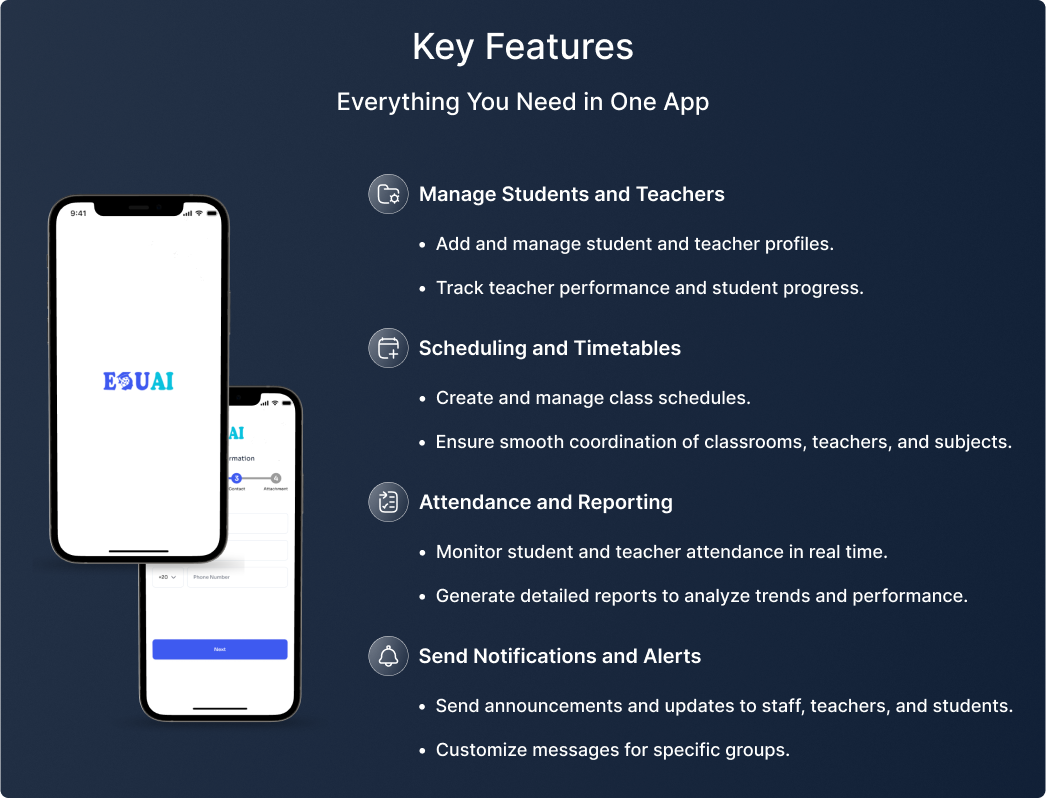 Key Features
Everything You Need in One App
Manage Students and Teachers
• Add and manage student and teacher profiles.
• Track teacher performance and student progress.
Scheduling and Timetables
• Create and manage class schedules.
• Ensure smooth coordination of classrooms, teachers, and subjects.
Attendance and Reporting
• Monitor student and teacher attendance in real time.
• Generate detailed reports to analyze trends and performance.
Send Notifications and Alerts
• Send announcements and updates to staff, teachers, and students.
• Customize messages for specific groups.
9:41
EDUAI
AI
rmation
3 4
Contact Attachment
+20 Phone Number
Next